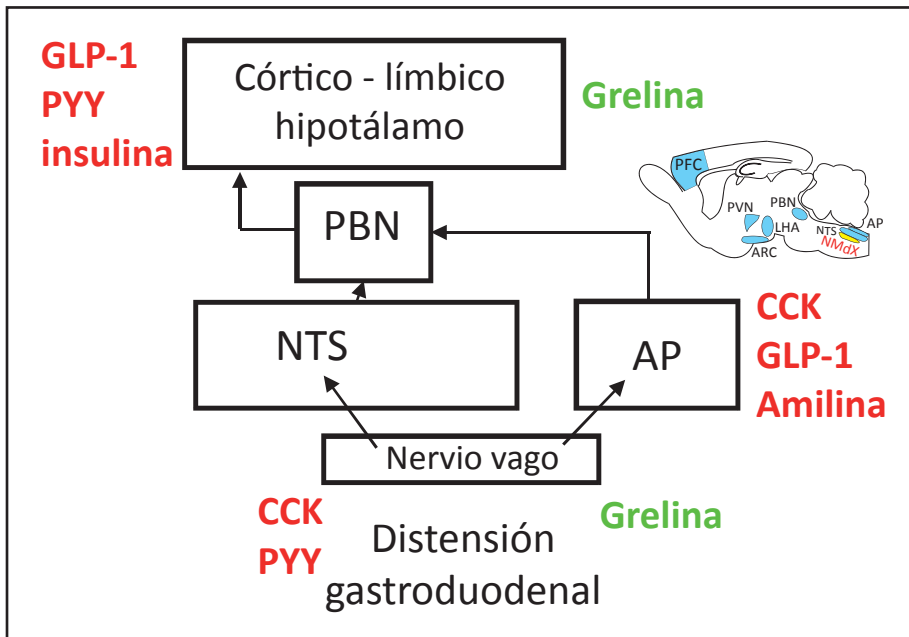 GLP-1
PYY
insulina
Córtico - límbico
hipotálamo
Grelina
PFC
PVN
PBN
LHA
ARC
NTS
AP
NMdX
PBN
NTS
AP
CCK
GLP-1
Amilina
Nervio vago
CCK
PYY
Distensión
gastroduodenal
Grelina